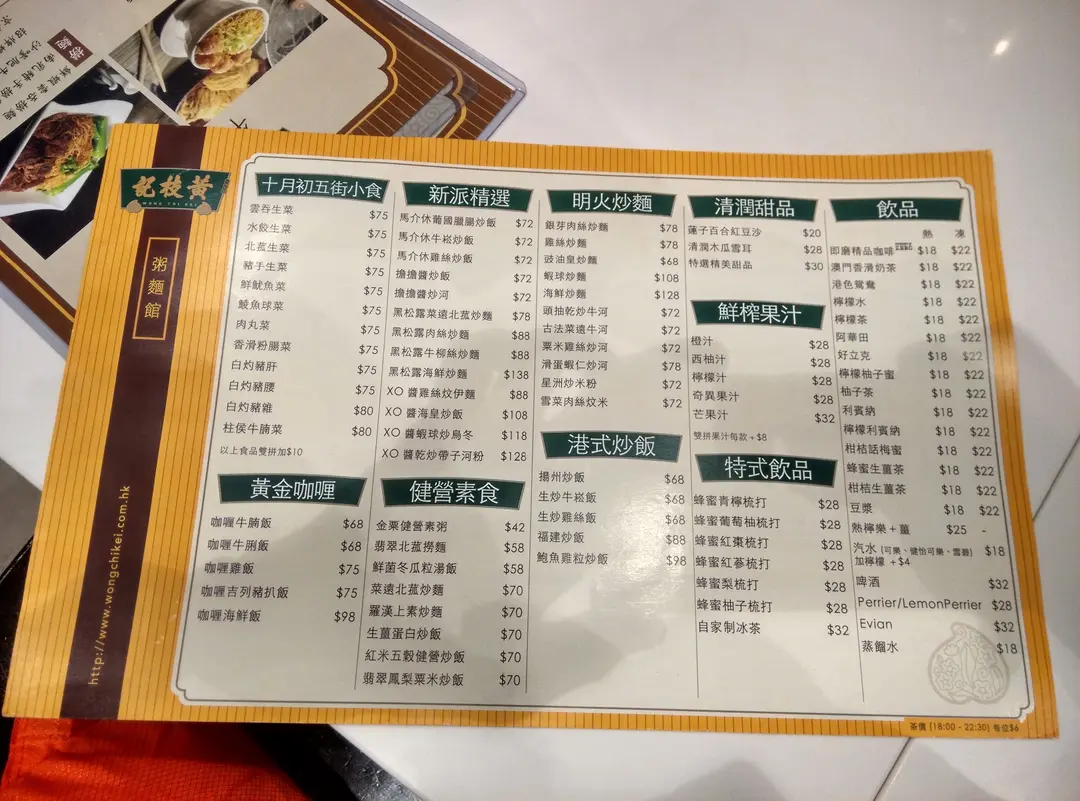 黃枝記
WONG CHI KEI
粥麵館
http://www.wongchikei.com.hk
撈麵
十月初五街小食
雲吞生菜 $75
水餃生菜 $75
北菰生菜 $75
豬手生菜 $75
鮮魷魚菜 $75
鯪魚球菜 $75
肉丸菜 $75
香滑粉腸菜 $75
白灼豬肝 $75
白灼豬腰 $75
白灼豬雜 $80
柱侯牛腩菜 $80
以上食品雙拼加$10
黃金咖喱
咖喱牛腩飯 $68
咖喱牛脷飯 $68
咖喱雞飯 $75
咖喱吉列豬扒飯 $75
咖喱海鮮飯 $98
新派精選
馬介休葡國臘腸炒飯 $72
馬介休牛崧炒飯 $72
馬介休雞絲炒飯 $72
擔擔醬炒飯 $72
擔擔醬炒河 $72
黑松露菜遠北菰炒麵 $78
黑松露肉絲炒麵 $88
黑松露牛柳絲炒麵 $88
黑松露海鮮炒麵 $138
XO 醬雞絲炆伊麵 $88
XO 醬海皇炒飯 $108
XO 醬蝦球炒烏冬 $118
XO 醬乾炒帶子河粉 $128
健營素食
金粟健營素粥 $42
翡翠北菰撈麵 $58
鮮菌冬瓜粒湯飯 $58
菜遠北菰炒麵 $70
羅漢上素炒麵 $70
生薑蛋白炒飯 $70
紅米五穀健營炒飯 $70
翡翠鳳梨粟米炒飯 $70
明火炒麵
銀芽肉絲炒麵 $78
雞絲炒麵 $78
豉油皇炒麵 $68
蝦球炒麵 $108
海鮮炒麵 $128
頭抽乾炒牛河 $72
古法菜遠牛河 $72
粟米雞絲炒河 $72
滑蛋蝦仁炒河 $78
星洲炒米粉 $72
雪菜肉絲炆米 $72
港式炒飯
揚州炒飯 $68
生炒牛崧飯 $68
生炒雞絲飯 $68
福建炒飯 $88
鮑魚雞粒炒飯 $98
清潤甜品
蓮子百合紅豆沙 $20
清潤木瓜雪耳 $28
特選精美甜品 $30
鮮榨果汁
橙汁 $28
西柚汁 $28
檸檬汁 $28
奇異果汁 $28
芒果汁 $32
雙拼果汁每款 + $8
特式飲品
蜂蜜青檸梳打 $28
蜂蜜葡萄柚梳打 $28
蜂蜜紅棗梳打 $28
蜂蜜紅蔘梳打 $28
蜂蜜梨梳打 $28
蜂蜜柚子梳打 $28
自家制冰茶 $32
飲品
熱 凍
即磨精品咖啡 $18 $22
澳門香滑奶茶 $18 $22
港色鴛鴦 $18 $22
檸檬水 $18 $22
檸檬茶 $18 $22
阿華田 $18 $22
好立克 $18 $22
檸檬柚子蜜 $18 $22
柚子茶 $18 $22
利賓納 $18 $22
檸檬利賓納 $18 $22
柑桔話梅蜜 $18 $22
蜂蜜生薑茶 $18 $22
柑桔生薑茶 $18 $22
豆漿 $18 $22
熱檸樂 + 薑 $25 -
汽水 (可樂、健怡可樂、雪碧) $18
加檸檬 + $4
啤酒 $32
Perrier/LemonPerrier $28
Evian $32
蒸餾水 $18
茶價 (18:00 - 22:30) 每位$6